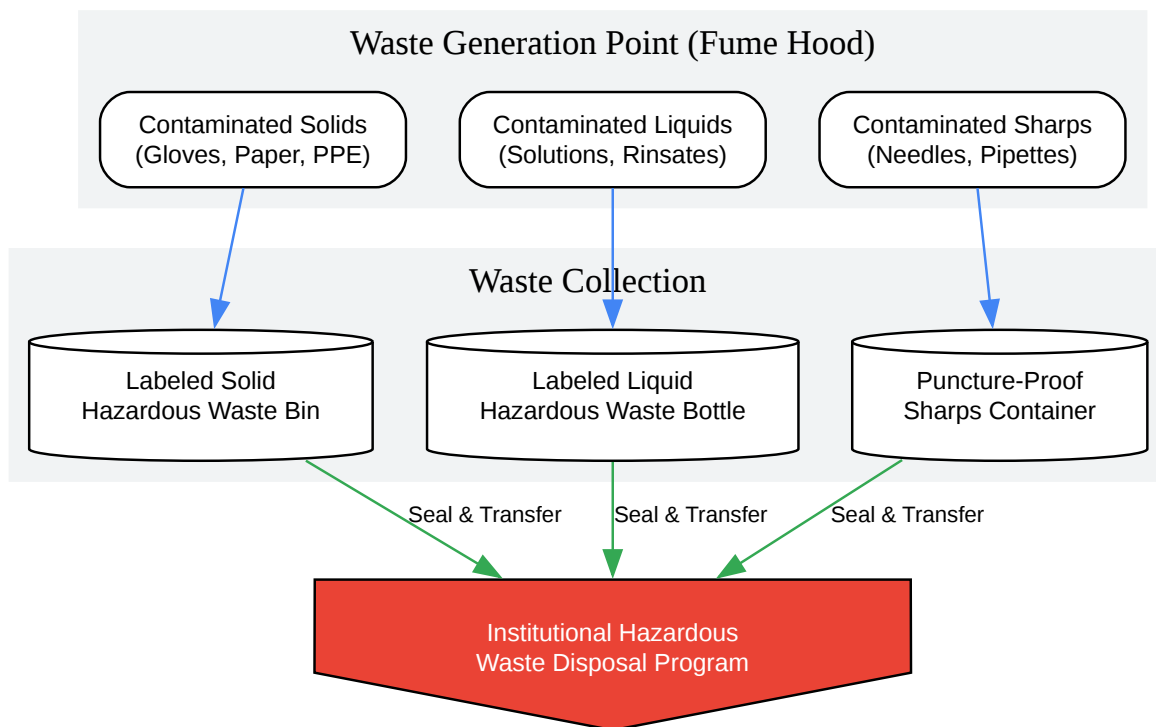 Waste Generation Point (Fume Hood)
Contaminated Solids
(Gloves, Paper, PPE)
Contaminated Liquids
(Solutions, Rinsates)
Contaminated Sharps
(Needles, Pipettes)
Waste Collection
Labeled Solid
Hazardous Waste Bin
Labeled Liquid
Hazardous Waste Bottle
Puncture-Proof
Sharps Container
Seal & Transfer
Seal & Transfer
Seal & Transfer
Institutional Hazardous
Waste Disposal Program